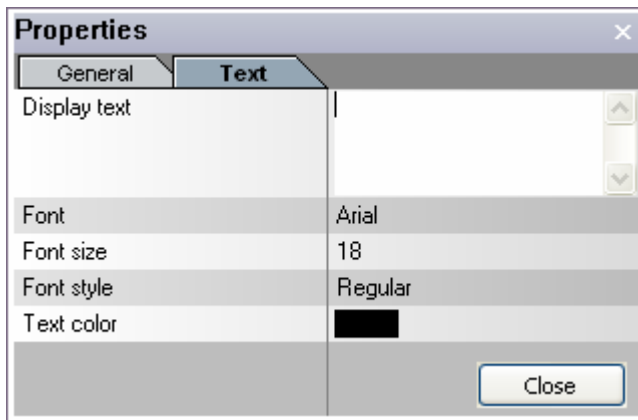 Properties
General Text
Display text
Font Arial
Font size 18
Font style Regular
Text color
Close